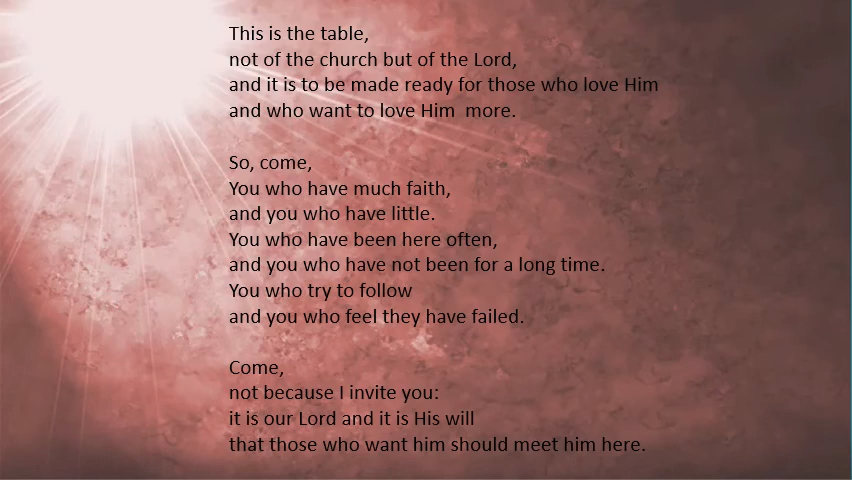 This is the table,
not of the church but of the Lord,
and it is to be made ready for those who love Him
and who want to love Him  more.
So, come,
You who have much faith,
and you who have little.
You who have been here often,
and you who have not been for a long time.
You who try to follow
and you who feel they have failed.
Come,
not because I invite you:
it is our Lord and it is His will
that those who want him should meet him here.